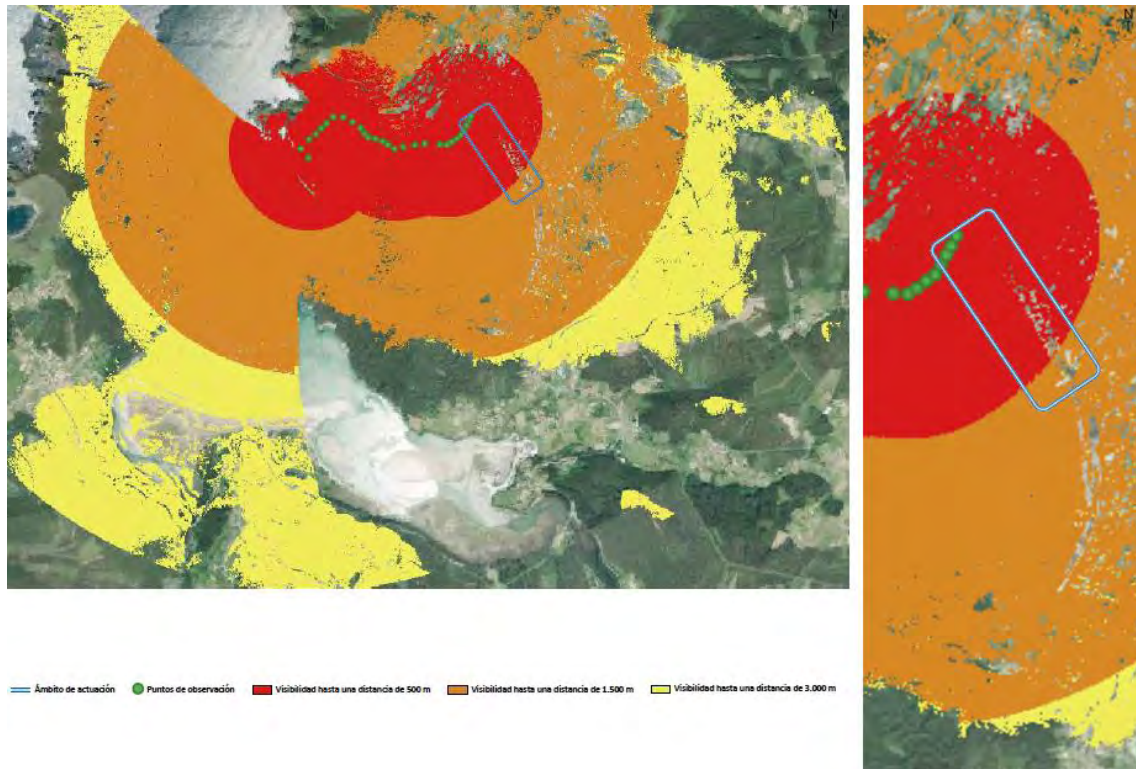 N
N
Ámbito de actuación
Puntos de observación
Visibilidad hasta una distancia de 500 m
Visibilidad hasta una distancia de 1.500 m
Visibilidad hasta una distancia de 3.000 m